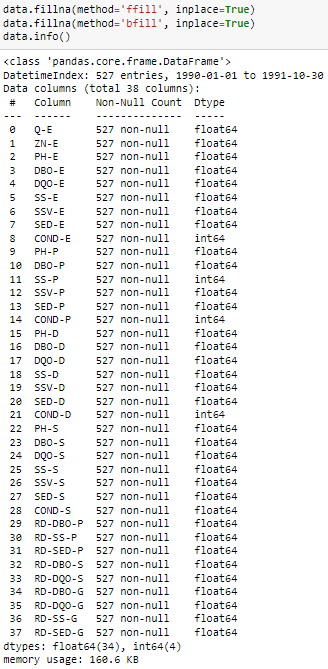 data.fillna(method='ffill', inplace=True)
data.fillna(method='bfill', inplace=True)
data.info()
<class 'pandas.core.frame.DataFrame'>
DatetimeIndex: 527 entries, 1990-01-01 to 1991-10-30
Data columns (total 38 columns):
 #   Column    Non-Null Count  Dtype
---  ------    --------------  -----
 0   Q-E       527 non-null    float64
 1   ZN-E      527 non-null    float64
 2   PH-E      527 non-null    float64
 3   DBO-E     527 non-null    float64
 4   DQO-E     527 non-null    float64
 5   SS-E      527 non-null    float64
 6   SSV-E     527 non-null    float64
 7   SED-E     527 non-null    float64
 8   COND-E    527 non-null    int64
 9   PH-P      527 non-null    float64
 10  DBO-P     527 non-null    float64
 11  SS-P      527 non-null    int64
 12  SSV-P     527 non-null    float64
 13  SED-P     527 non-null    float64
 14  COND-P    527 non-null    int64
 15  PH-D      527 non-null    float64
 16  DBO-D     527 non-null    float64
 17  DQO-D     527 non-null    float64
 18  SS-D      527 non-null    float64
 19  SSV-D     527 non-null    float64
 20  SED-D     527 non-null    float64
 21  COND-D    527 non-null    int64
 22  PH-S      527 non-null    float64
 23  DBO-S     527 non-null    float64
 24  DQO-S     527 non-null    float64
 25  SS-S      527 non-null    float64
 26  SSV-S     527 non-null    float64
 27  SED-S     527 non-null    float64
 28  COND-S    527 non-null    float64
 29  RD-DBO-P  527 non-null    float64
 30  RD-SS-P   527 non-null    float64
 31  RD-SED-P  527 non-null    float64
 32  RD-DBO-S  527 non-null    float64
 33  RD-DQO-S  527 non-null    float64
 34  RD-DBO-G  527 non-null    float64
 35  RD-DQO-G  527 non-null    float64
 36  RD-SS-G   527 non-null    float64
 37  RD-SED-G  527 non-null    float64
dtypes: float64(34), int64(4)
memory usage: 160.6 KB